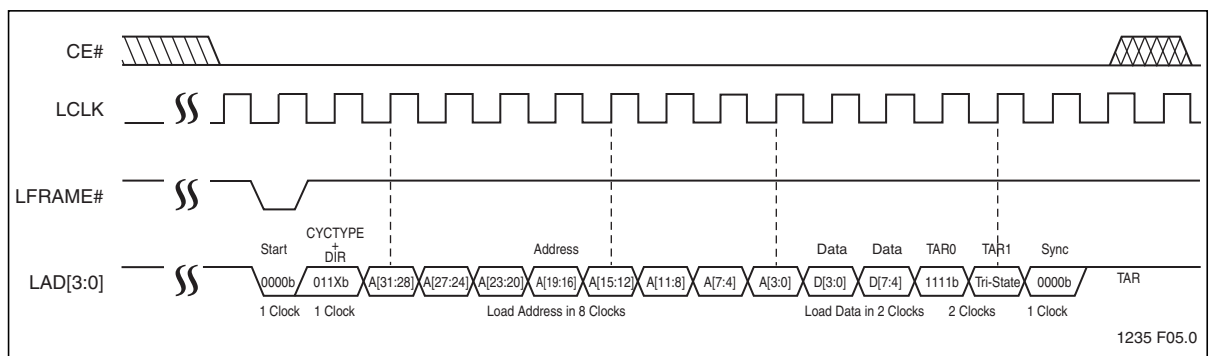 CE#
LCLK
LFRAME#
CYCTYPE
+
DIR
Start
Address
Data
Data
TAR0
TAR1
Sync
LAD[3:0]
0000b
011Xb
A[31:28]
A[27:24]
A[23:20]
A[19:16]
A[15:12]
A[11:8]
A[7:4]
A[3:0]
D[3:0]
D[7:4]
1111b
Tri-State
0000b
TAR
1 Clock
1 Clock
Load Address in 8 Clocks
Load Data in 2 Clocks
2 Clocks
1 Clock
1235 F05.0